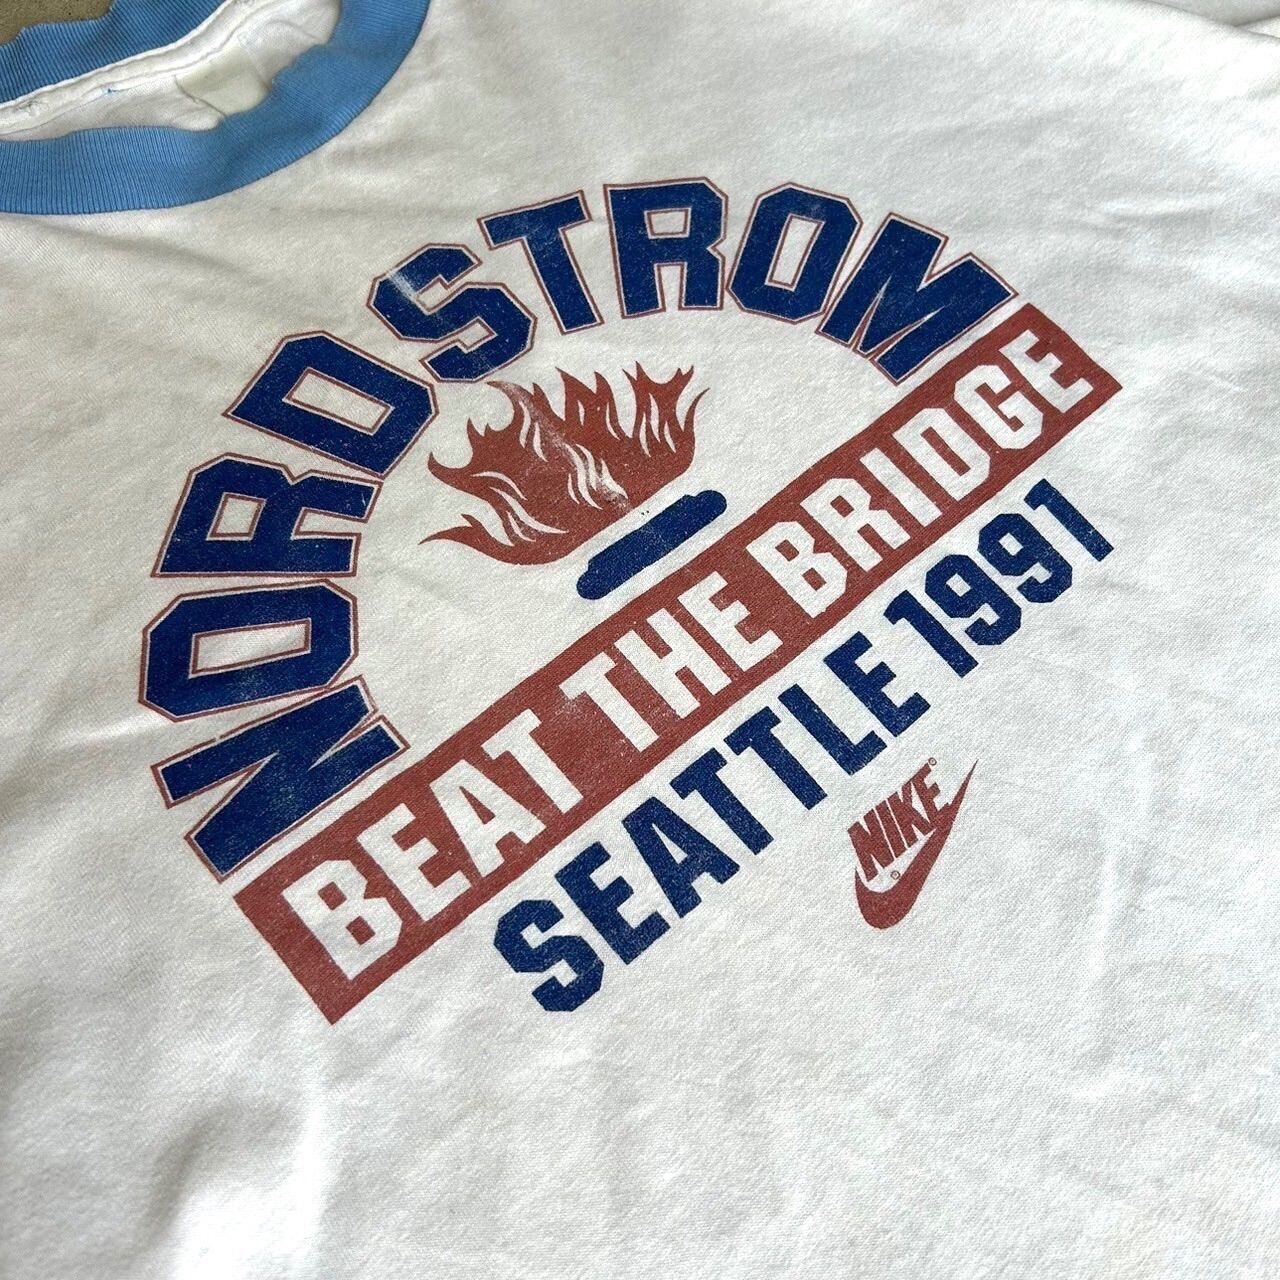 NORDSTROM
BEAT THE BRIDGE
SEATTLE 1991
NIKE